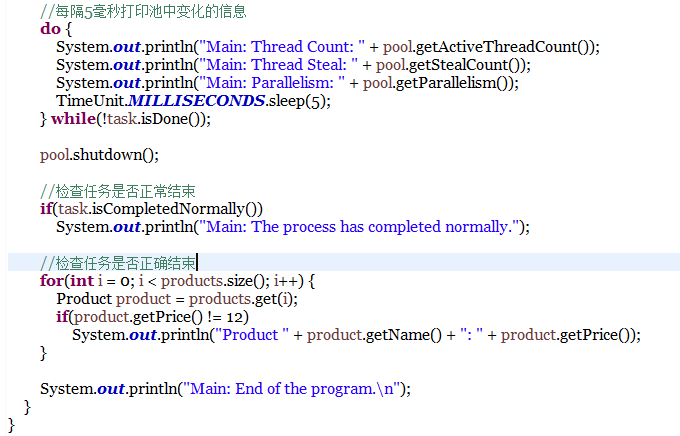 //每隔5毫秒打印池中变化的信息
do {
System.out.println("Main: Thread Count: " + pool.getActiveThreadCount());
System.out.println("Main: Thread Steal: " + pool.getStealCount());
System.out.println("Main: Parallelism: " + pool.getParallelism());
TimeUnit.MILLISECONDS.sleep(5);
} while(!task.isDone());
pool.shutdown();
//检查任务是否正常结束
if(task.isCompletedNormally())
System.out.println("Main: The process has completed normally.");
//检查任务是否正确结束
for(int i = 0; i < products.size(); i++) {
Product product = products.get(i);
if(product.getPrice() != 12)
System.out.println("Product " + product.getName() + ": " + product.getPrice());
}
System.out.println("Main: End of the program.\n");
}
}